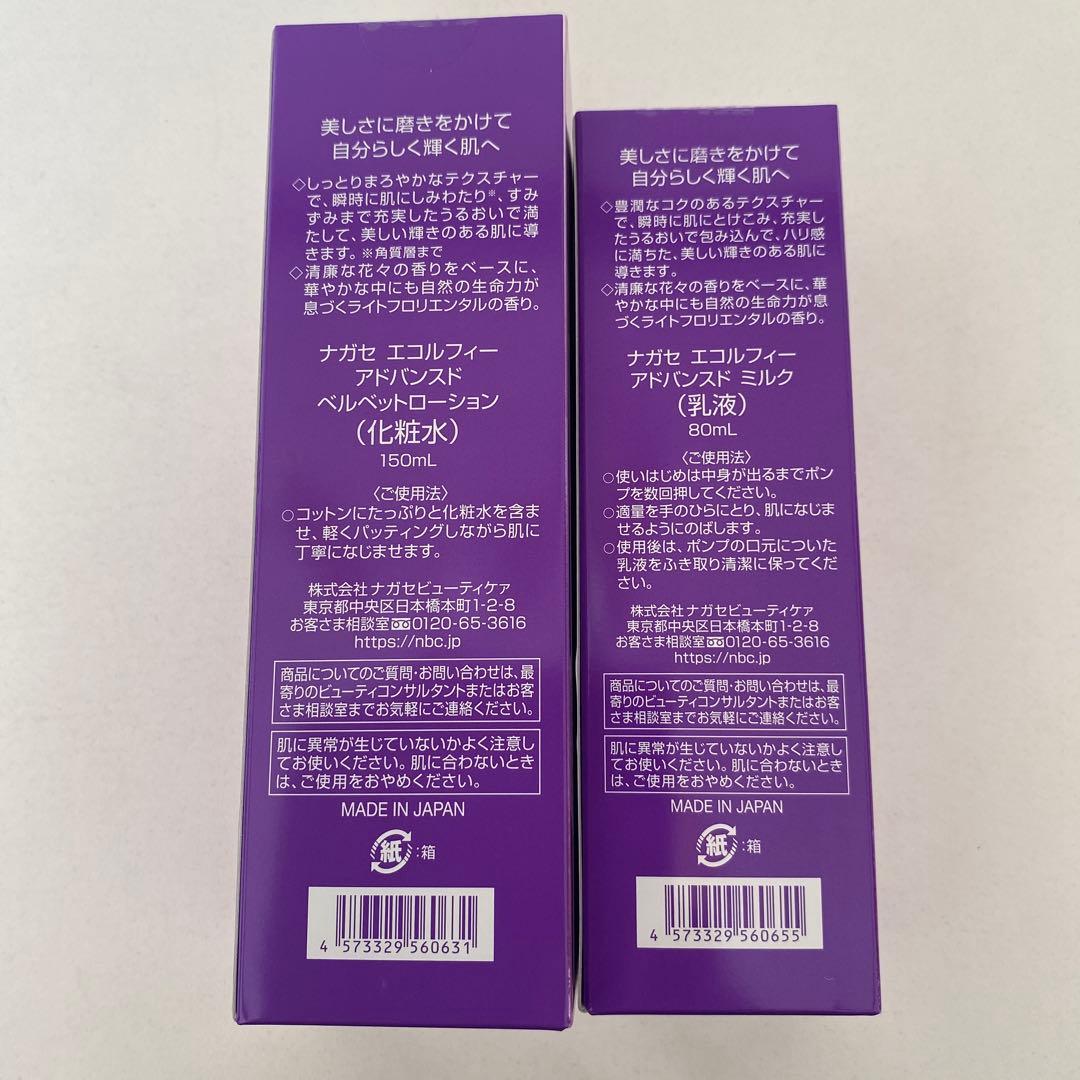 美しさに磨きをかけて
自分らしく輝く肌へ
◇しっとりまろやかなテクスチャー
で、瞬時に肌にしみわたり※、すみ
ずみまで充実したうるおいで満
たして、美しい輝きのある肌に導
きます。※角質層まで
◇清廉な花々の香りをベースに、
華やかな中にも自然の生命力が
息づくライトフロリエンタルの香り。
ナガセ エコルフィー
アドバンスド
ベルベットローション
(化粧水)
150mL
〈ご使用法〉
○コットンにたっぷりと化粧水を含ま
せ、軽くパッティングしながら肌に
丁寧になじませます。
株式会社ナガセビューティケァ
東京都中央区日本橋本町1-2-8
お客さま相談室0120-65-3616
https://nbc.jp
商品についてのご質問・お問い合わせは、最
寄りのビューティコンサルタントまたはお客
さま相談室までお気軽にご連絡ください。
肌に異常が生じていないかよく注意し
てお使いください。肌に合わないとき
は、ご使用をおやめください。
MADE IN JAPAN
紙:箱
4 573329 560631
美しさに磨きをかけて
自分らしく輝く肌へ
◇豊潤なコクのあるテクスチャー
で、瞬時に肌にとけこみ、充実し
たうるおいで包み込んで、ハリ感
に満ちた、美しい輝きのある肌に
導きます。
◇清廉な花々の香りをベースに、華
やかな中にも自然の生命力が息
づくライトフロリエンタルの香り。
ナガセ エコルフィー
アドバンスド ミルク
(乳液)
80mL
〈ご使用法〉
○使いはじめは中身が出るまでポン
プを数回押してください。
○適量を手のひらにとり、肌になじま
せるようにのばします。
○使用後は、ポンプの口元についた
乳液をふき取り清潔に保ってくだ
さい。
株式会社ナガセビューティケァ
東京都中央区日本橋本町1-2-8
お客さま相談室0120-65-3616
https://nbc.jp
商品についてのご質問・お問い合わせは、最
寄りのビューティコンサルタントまたはお客
さま相談室までお気軽にご連絡ください。
肌に異常が生じていないかよく注意し
てお使いください。肌に合わないとき
は、ご使用をおやめください。
MADE IN JAPAN
紙:箱
4 573329 560655